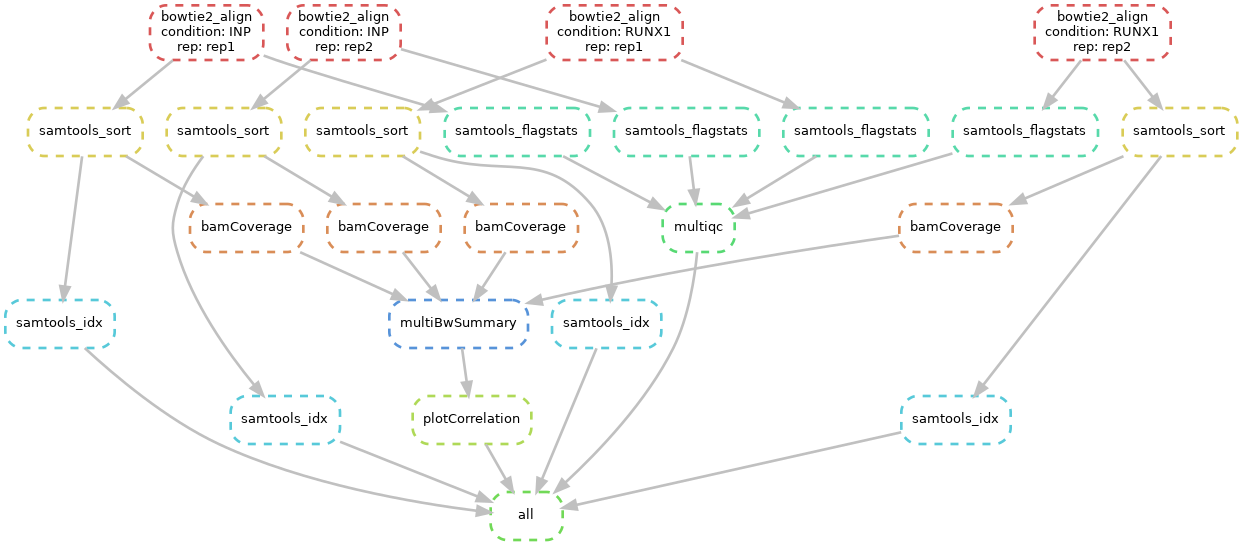 bowtie2_align
condition: INP
rep: rep1
bowtie2_align
condition: INP
rep: rep2
bowtie2_align
condition: RUNX1
rep: rep1
bowtie2_align
condition: RUNX1
rep: rep2
samtools_sort
samtools_sort
samtools_sort
samtools_flagstats
samtools_flagstats
samtools_flagstats
samtools_flagstats
samtools_sort
bamCoverage
bamCoverage
bamCoverage
multiqc
bamCoverage
samtools_idx
multiBwSummary
samtools_idx
samtools_idx
plotCorrelation
samtools_idx
all